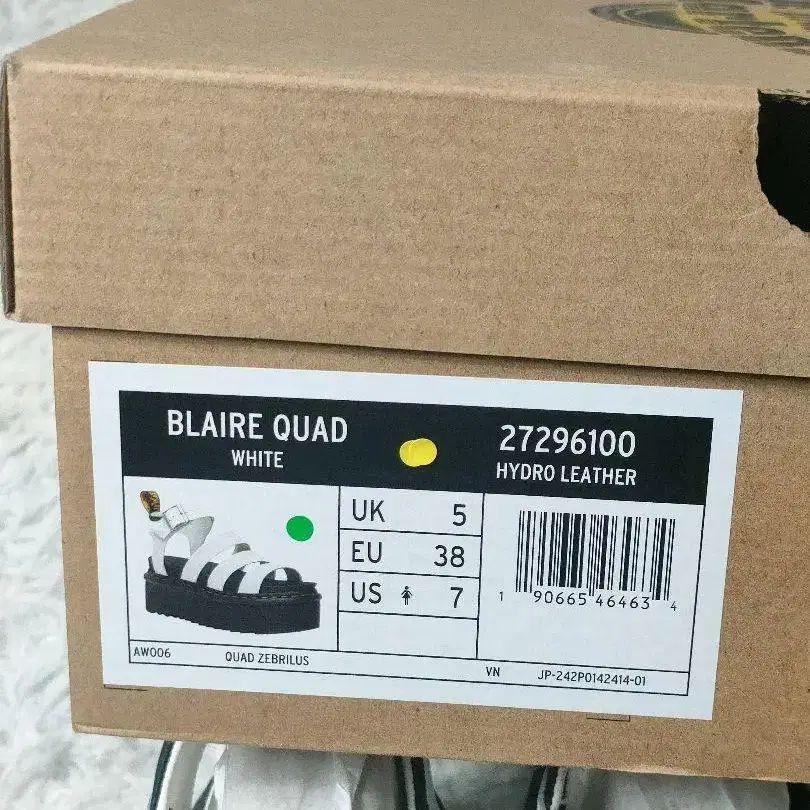 BLAIRE QUAD
WHITE
27296100
HYDRO LEATHER
UK 5
EU 38
US 7
1 90665 46463 4
AW006
QUAD ZEBRILUS
VN
JP-242P0142414-01